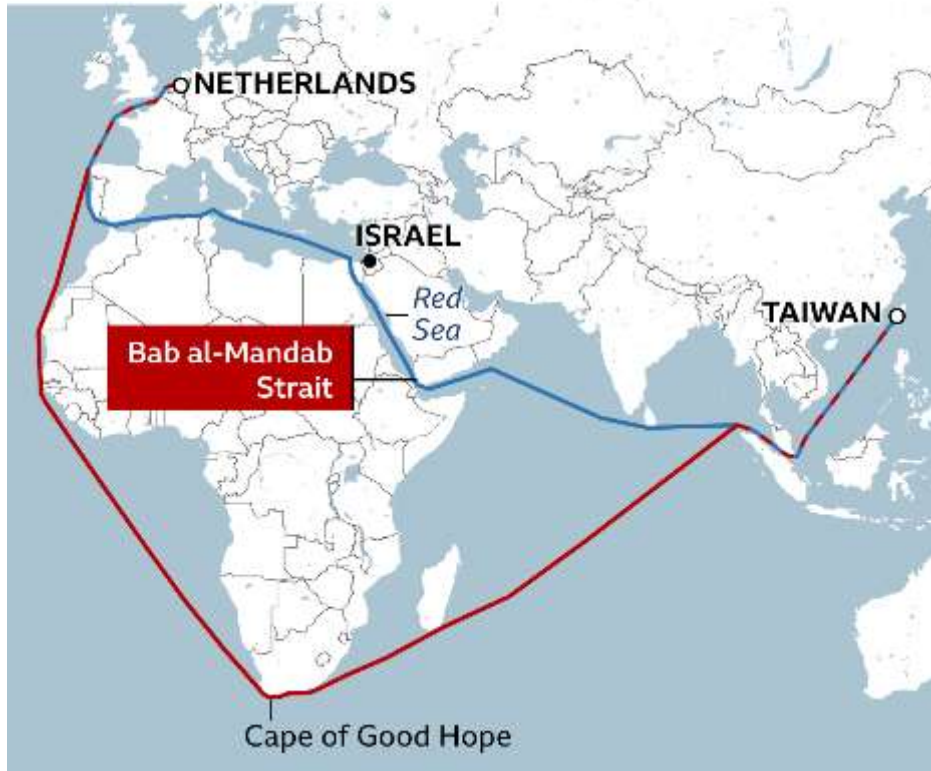 NETHERLANDS
ISRAEL
Red
Sea
TAIWAN
Bab al-Mandab
Strait
Cape of Good Hope